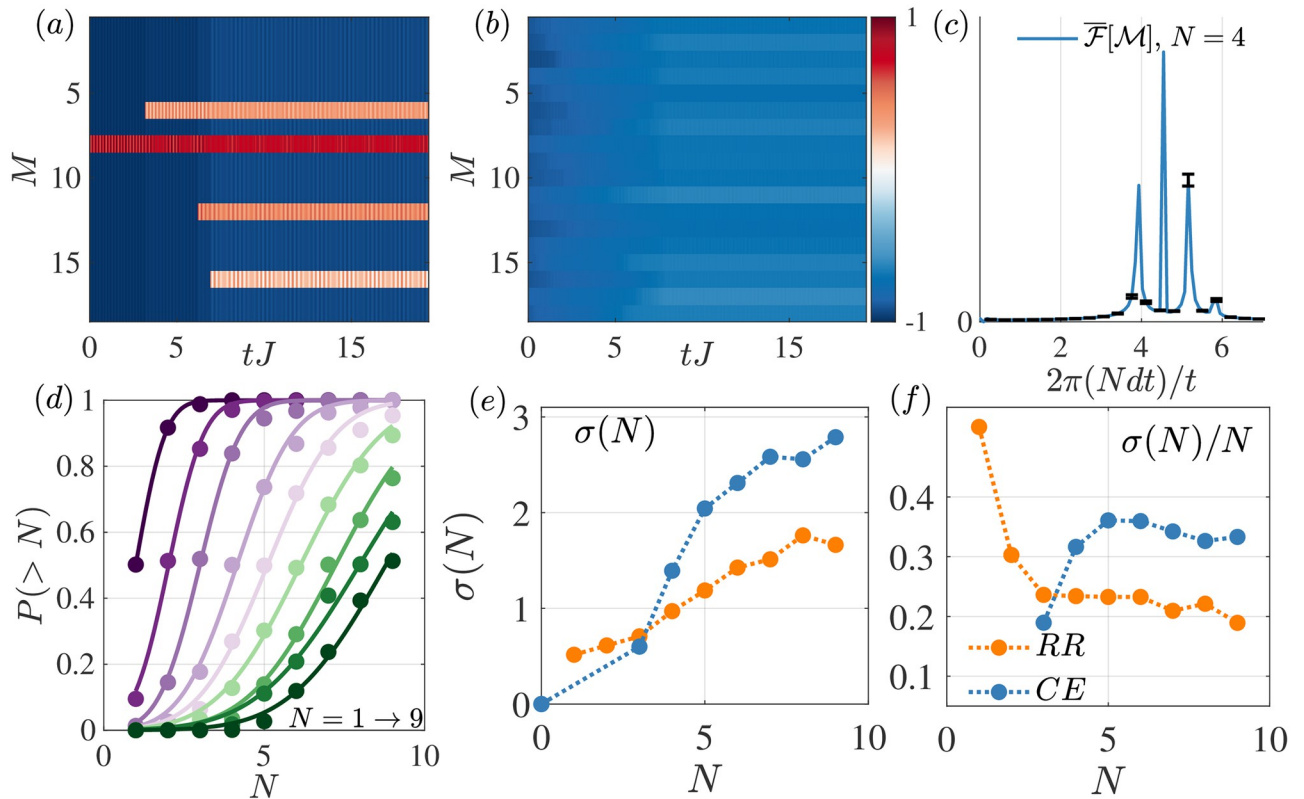 (a)
M
5
10
15
0
5
15
tJ
(b)
M
5
10
15
0
5
15
tJ
1
-1
(c)
$\overline{\mathcal{F}}[\mathcal{M}]$, N = 4
0
0
2
4
6
2π(Ndt)/t
(d)
P(> N)
1
0.8
0.6
0.4
0.2
0
N = 1 → 9
0
5
10
N
(e)
σ(N)
σ(N)
3
2
1
0
0
5
10
N
(f)
σ(N)/N
0.4
0.3
0.2
0.1
RR
CE
0
5
10
N